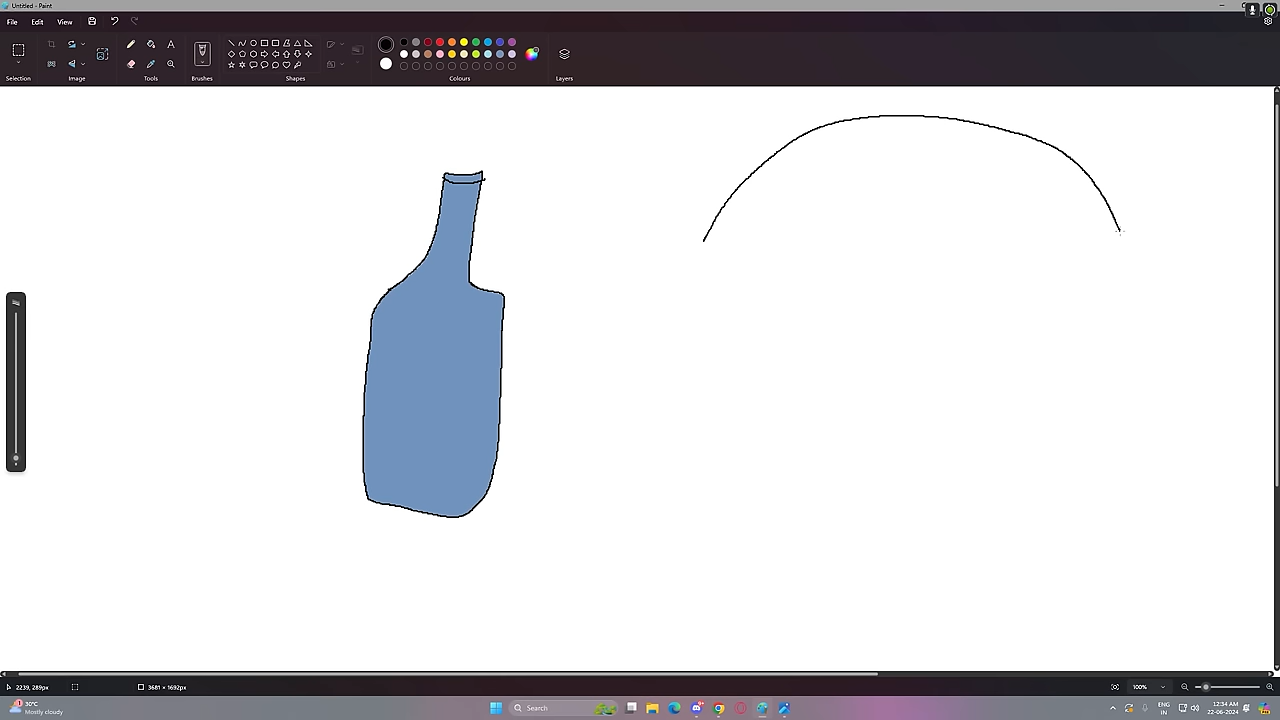 Untitled - Paint
File Edit View
Selection Image Tools Brushes Shapes Colours Layers
2239, 289px 3681 × 1692px 100%
30°C
Mostly cloudy
Search
ENG
IN
12:34 AM
22-06-2024